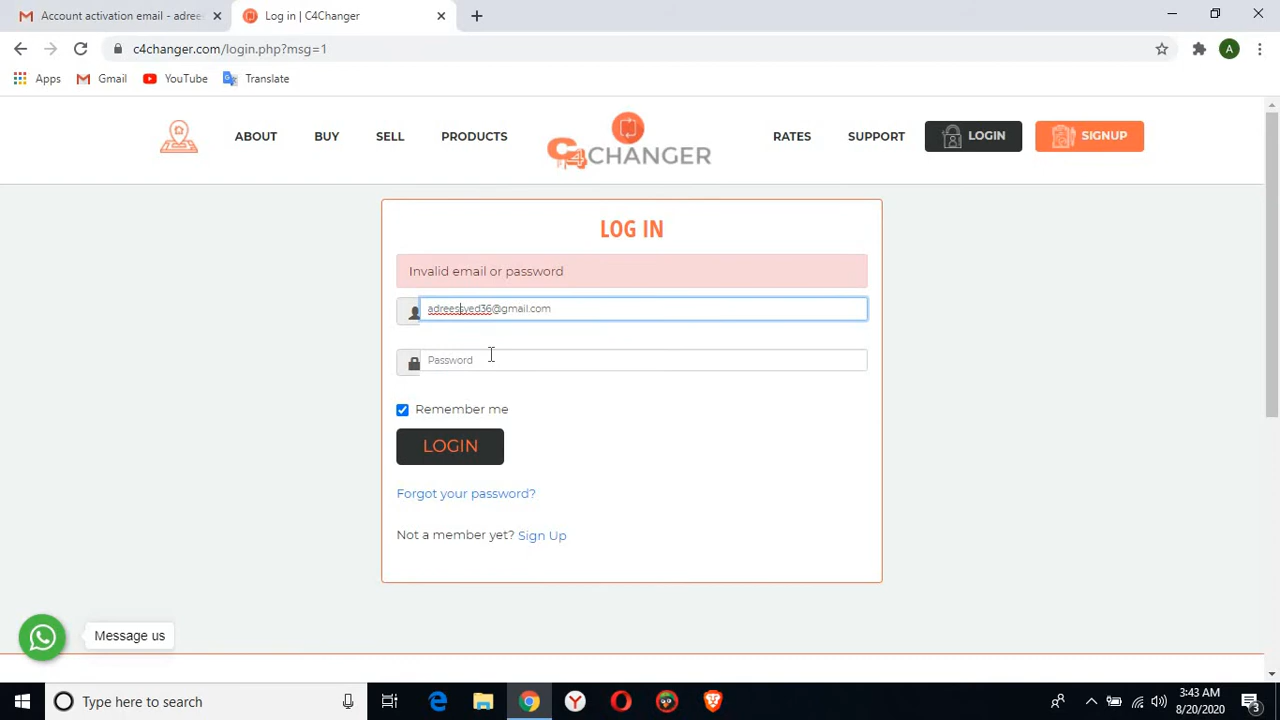 Account activation email - adrees
Log in | C4Changer
c4changer.com/login.php?msg=1
A
Apps
Gmail
YouTube
Translate
ABOUT
BUY
SELL
PRODUCTS
C4CHANGER
RATES
SUPPORT
LOGIN
SIGNUP
LOG IN
Invalid email or password
adreessyed36@gmail.com
Password
Remember me
LOGIN
Forgot your password?
Not a member yet? Sign Up
Message us
Type here to search
3:43 AM
8/20/2020
3